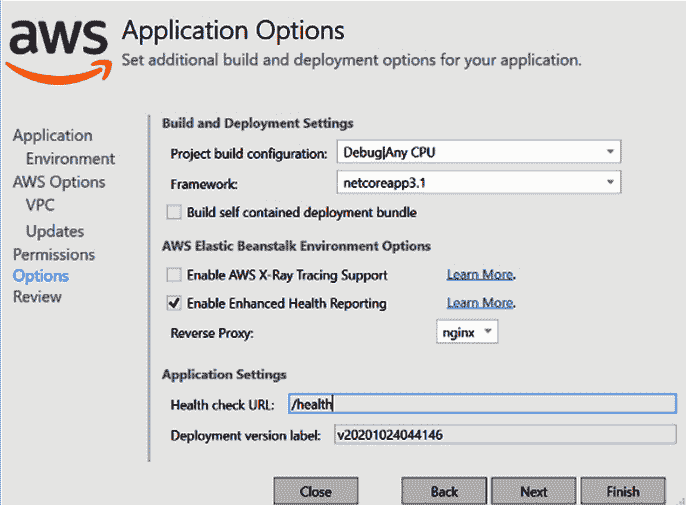 aws
Application Options
Set additional build and deployment options for your application.
Application
Environment
AWS Options
VPC
Updates
Permissions
Options
Review
Build and Deployment Settings
Project build configuration: Debug|Any CPU
Framework: netcoreapp3.1
Build self contained deployment bundle
AWS Elastic Beanstalk Environment Options
Enable AWS X-Ray Tracing Support Learn More.
Enable Enhanced Health Reporting Learn More.
Reverse Proxy: nginx
Application Settings
Health check URL: /health
Deployment version label: v20201024044146
Close Back Next Finish